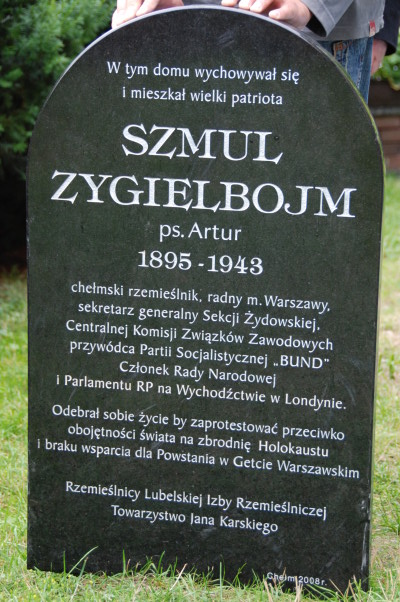 W tym domu wychowywał się
i mieszkał wielki patriota
SZMUL
ZYGIELBOJM
ps. Artur
1895 - 1943
chełmski rzemieślnik, radny m. Warszawy,
sekretarz generalny Sekcji Żydowskiej,
Centralnej Komisji Związków Zawodowych
przywódca Partii Socjalistycznej „BUND”
Członek Rady Narodowej
i Parlamentu RP na Wychodźctwie w Londynie.
Odebrał sobie życie by zaprotestować przeciwko
obojętności świata na zbrodnię Holokaustu
i braku wsparcia dla Powstania w Getcie Warszawskim
Rzemieślnicy Lubelskiej Izby Rzemieślniczej
Towarzystwo Jana Karskiego
Chełm 2008r.